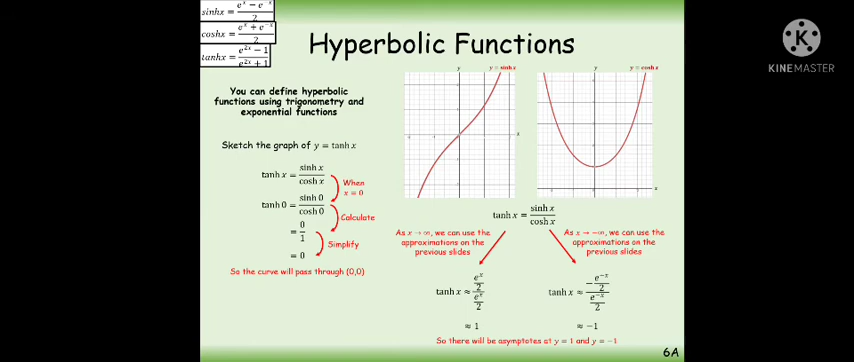 sinhx = (e^x − e^−x)/2
coshx = (e^x + e^−x)/2
tanhx = (e^2x − 1)/(e^2x + 1)
Hyperbolic Functions
K
KINEMASTER
You can define hyperbolic
functions using trigonometry and
exponential functions
Sketch the graph of y = tanh x
tanh x = sinh x / cosh x
When
x = 0
tanh 0 = sinh 0 / cosh 0
Calculate
= 0/1
Simplify
= 0
So the curve will pass through (0,0)
y
y = sinh x
x
y
y = cosh x
x
tanh x = sinh x / cosh x
As x → ∞, we can use the
approximations on the
previous slides
As x → −∞, we can use the
approximations on the
previous slides
tanh x ≈ (e^x/2)/(e^x/2)
≈ 1
tanh x ≈ (−e^−x/2)/(e^−x/2)
≈ −1
So there will be asymptotes at y = 1 and y = −1
6A